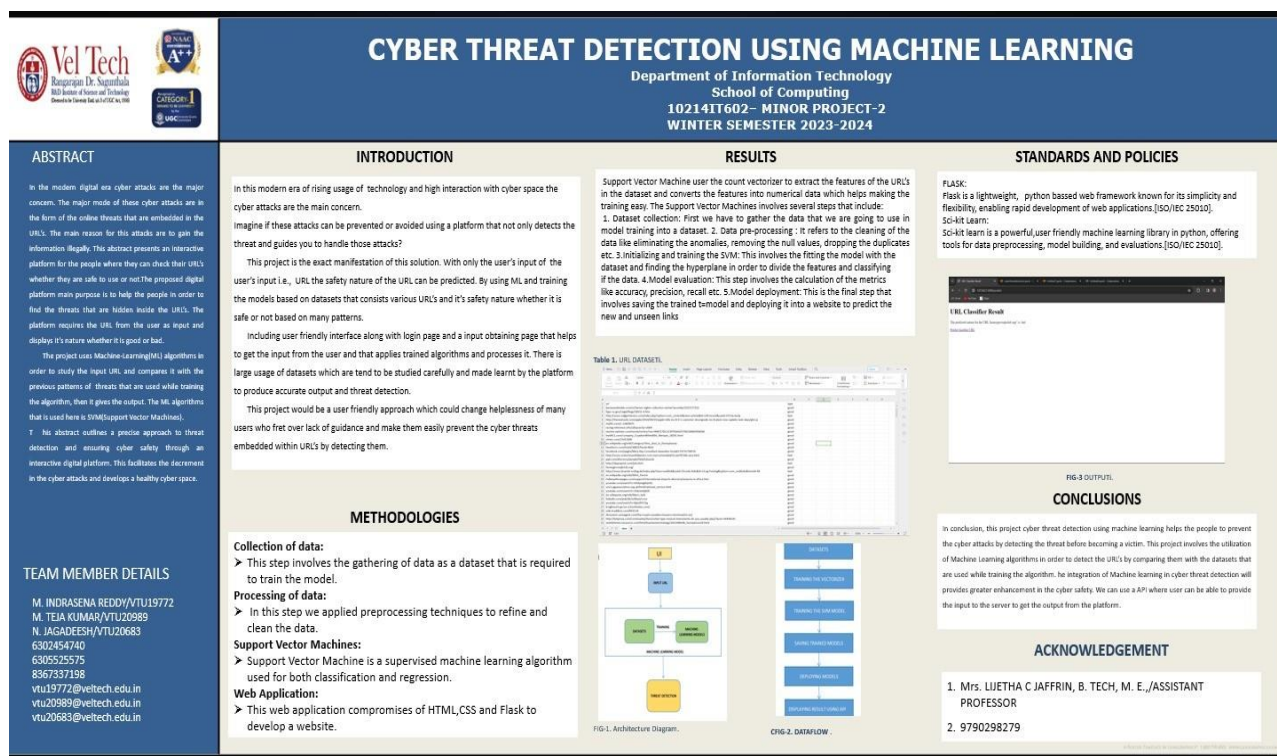 Vel Tech
Rangarajan Dr. Sagunthala
R&D Institute of Science and Technology
(Deemed to be University Estd. u/s 3 of UGC Act, 1956)
NAAC
A++
CATEGORY-1
UGC
CYBER THREAT DETECTION USING MACHINE LEARNING
Department of Information Technology
School of Computing
10214IT602– MINOR PROJECT-2
WINTER SEMESTER 2023-2024
ABSTRACT
In the modern digital era cyber attacks are the major
concern. The major mode of these cyber attacks are in
the form of the online threats that are embedded in the
URL's. The main reason for this attacks are to gain the
information illegally. This abstract presents an interactive
platform for the people where they can check their URL's
whether they are safe to use or not.The proposed digital
platform main purpose is to help the people in order to
find the threats that are hidden inside the URL's. The
platform requires the URL from the user as input and
displays it's nature whether it is good or bad.
The project uses Machine-Learning(ML) algorithms in
order to study the input URL and compares it with the
previous patterns of threats that are used while training
the algorithm, then it gives the output. The ML algorithms
that is used here is SVM(Support Vector Machines).
T his abstract outlines a precise approach to threat
detection and ensuring cyber safety through an
interactive digital platform. This facilitates the decrement
in the cyber attacks and develops a healthy cyber space.
TEAM MEMBER DETAILS
M. INDRASENA REDDY/VTU19772
M. TEJA KUMAR/VTU20989
N. JAGADEESH/VTU20683
6302454740
6305525575
8367337198
vtu19772@veltech.edu.in
vtu20989@veltech.edu.in
vtu20683@veltech.edu.in
INTRODUCTION
In this modern era of rising usage of technology and high interaction with cyber space the
cyber attacks are the main concern.
Imagine if these attacks can be prevented or avoided using a platform that not only detects the
threat and guides you to handle those attacks?
This project is the exact manifestation of this solution. With only the user's input of the
user's input i.e., URL the safety nature of the URL can be predicted. By using ML and training
the model and on datasets that consists various URL's and it's safety nature whether it is
safe or not based on many patterns.
Including user friendly interface along with login page and a input obtaining page that helps
to get the input from the user and that applies trained algorithms and processes it. There is
large usage of datasets which are tend to be studied carefully and made learnt by the platform
to produce accurate output and threat detection.
This project would be a user friendly approach which could change helplessness of many
users who fret over lack of guidance and easily prevent the cyber threats
embedded within URL's by detecting them.
METHODOLOGIES
Collection of data:
➢ This step involves the gathering of data as a dataset that is required
to train the model.
Processing of data:
➢ In this step we applied preprocessing techniques to refine and
clean the data.
Support Vector Machines:
➢ Support Vector Machine is a supervised machine learning algorithm
used for both classification and regression.
Web Application:
➢ This web application compromises of HTML,CSS and Flask to
develop a website.
RESULTS
Support Vector Machine user the count vectorizer to extract the features of the URL's
in the dataset and converts the features into numerical data which helps making the
training easy. The Support Vector Machines involves several steps that include:
1. Dataset collection: First we have to gather the data that we are going to use in
model training into a dataset. 2. Data pre-processing : It refers to the cleaning of the
data like eliminating the anomalies, removing the null values, dropping the duplicates
etc. 3.Initializing and training the SVM: This involves the fitting the model with the
dataset and finding the hyperplane in order to divide the features and classifying
if the data. 4.Model evaluation: This step involves the calculation of the metrics
like accuracy, precision, recall etc. 5.Model deployment: This is the final step that
involves saving the trained t=model and deploying it into a website to predict the
new and unseen links
Table 1. URL DATASETi.
UI
INPUT URL
DATASETS
TRAINING
MACHINE
LEARNING MODELS
MACHINE LEARNING MODEL
THREAT DETECTION
FIG-1. Architecture Diagram.
DATASETS
TRAINING THE VECTORIZER
TRAINING THE SVM MODEL
SAVING TRAINED MODELS
DEPLOYING MODELS
DISPLAYING RESULT USING API
CFIG-2. DATAFLOW .
STANDARDS AND POLICIES
FLASK:
Flask is a lightweight, python bassed web framework known for its simplicity and
flexibility, enabling rapid development of web applications.[ISO/IEC 25010].
Sci-kit Learn:
Sci-kit learn is a powerful,user friendly machine learning library in python, offering
tools for data preprocessing, model building, and evaluations.[ISO/IEC 25010].
URL Classifier Result
FIG-3 OUTPUTi.
CONCLUSIONS
In conclusion, this project cyber threat detection using machine learning helps the people to prevent
the cyber attacks by detecting the threat before becoming a victim. This project involves the utilization
of Machine Learning algorithms in order to detect the URL's by comparing them with the datasets that
are used while training the algorithm. he integration of Machine learning in cyber threat detection will
provides greater enhancement in the cyber safety. We can use a API where user can be able to provide
the input to the server to get the output from the platform.
ACKNOWLEDGEMENT
1. Mrs. LIJETHA C JAFFRIN, B. TECH, M. E.,/ASSISTANT
PROFESSOR
2. 9790298279